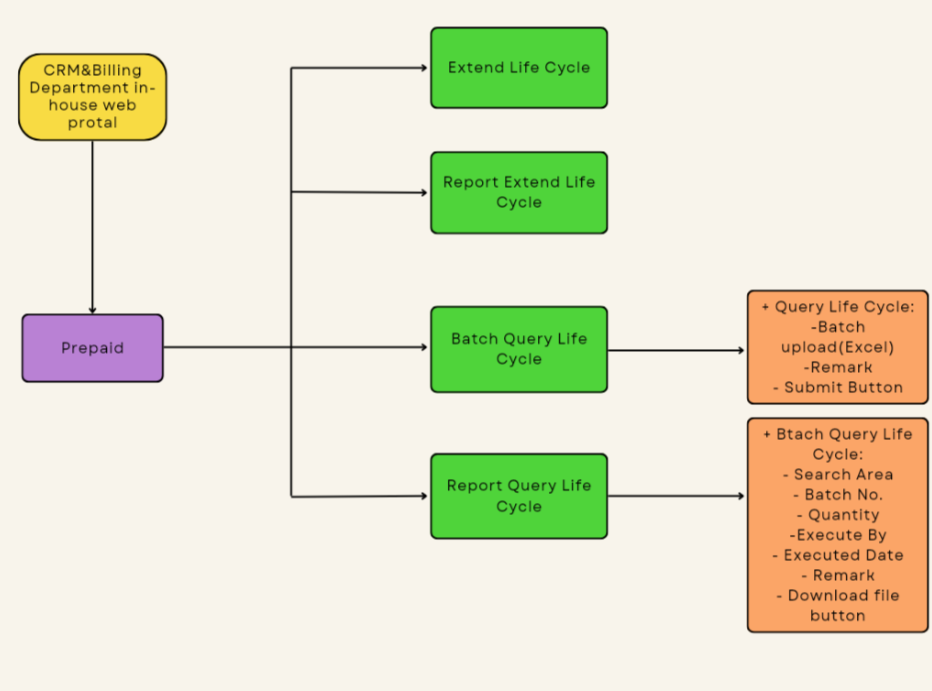 CRM&Billing
Department in-
house web
protal
Extend Life Cycle
Report Extend Life
Cycle
Prepaid
Batch Query Life
Cycle
+ Query Life Cycle:
-Batch
upload(Excel)
-Remark
- Submit Button
Report Query Life
Cycle
+ Btach Query Life
Cycle:
- Search Area
- Batch No.
- Quantity
-Execute By
- Executed Date
- Remark
- Download file
button